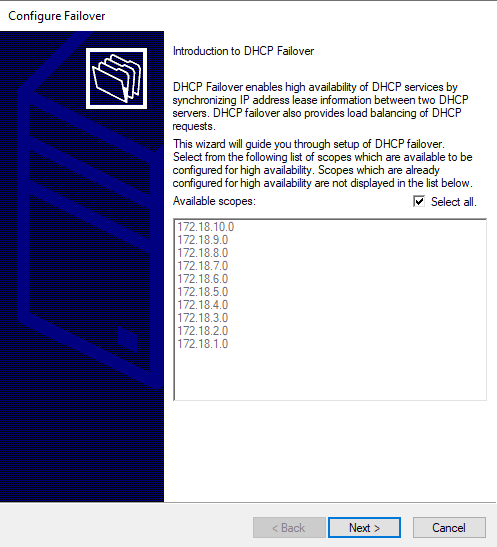 Configure Failover
Introduction to DHCP Failover
DHCP Failover enables high availability of DHCP services by
synchronizing IP address lease information between two DHCP
servers. DHCP failover also provides load balancing of DHCP
requests.
This wizard will guide you through setup of DHCP failover.
Select from the following list of scopes which are available to be
configured for high availability. Scopes which are already
configured for high availability are not displayed in the list below.
Available scopes:
Select all.
172.18.10.0
172.18.9.0
172.18.8.0
172.18.7.0
172.18.6.0
172.18.5.0
172.18.4.0
172.18.3.0
172.18.2.0
172.18.1.0
< Back
Next >
Cancel